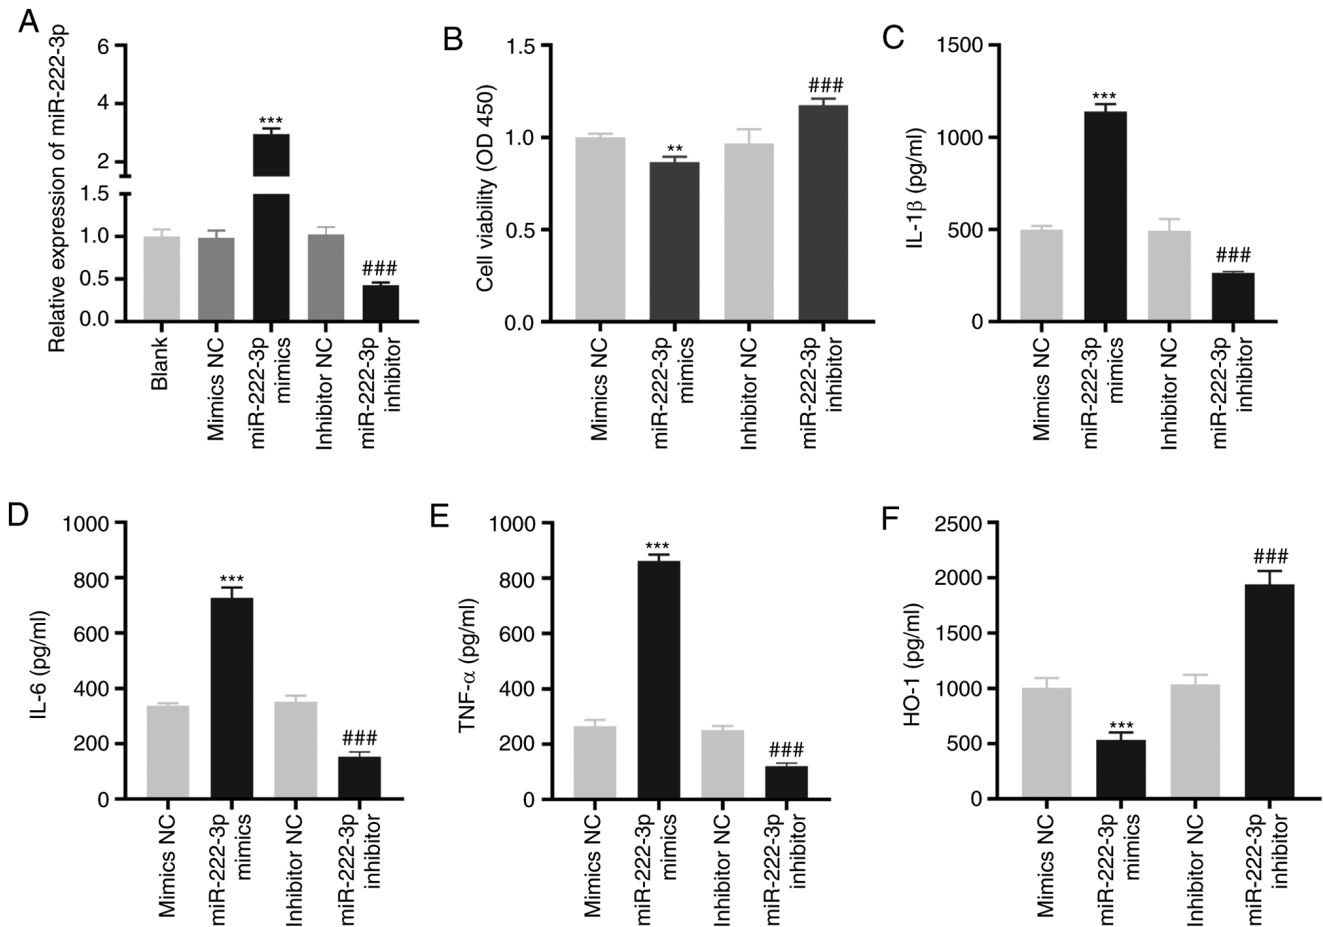 A
Relative expression of miR-222-3p
6
4
2
1.5
1.0
0.5
0.0
***
###
Blank
Mimics NC
miR-222-3p
mimics
Inhibitor NC
miR-222-3p
inhibitor
B
Cell viability (OD 450)
1.5
1.0
0.5
0.0
**
###
Mimics NC
miR-222-3p
mimics
Inhibitor NC
miR-222-3p
inhibitor
C
IL-1β (pg/ml)
1500
1000
500
0
***
###
Mimics NC
miR-222-3p
mimics
Inhibitor NC
miR-222-3p
inhibitor
D
IL-6 (pg/ml)
1000
800
600
400
200
0
***
###
Mimics NC
miR-222-3p
mimics
Inhibitor NC
miR-222-3p
inhibitor
E
TNF-α (pg/ml)
1000
800
600
400
200
0
***
###
Mimics NC
miR-222-3p
mimics
Inhibitor NC
miR-222-3p
inhibitor
F
HO-1 (pg/ml)
2500
2000
1500
1000
500
0
***
###
Mimics NC
miR-222-3p
mimics
Inhibitor NC
miR-222-3p
inhibitor